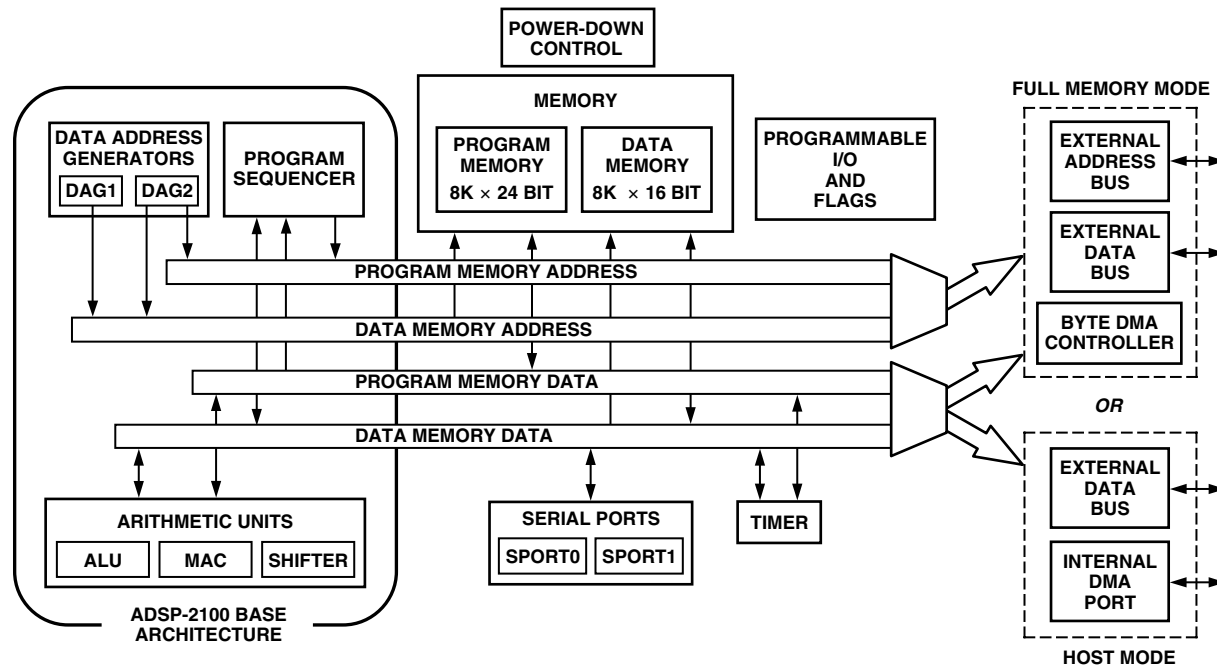 POWER-DOWN
CONTROL
MEMORY
PROGRAM
MEMORY
8K × 24 BIT
DATA
MEMORY
8K × 16 BIT
DATA ADDRESS
GENERATORS
DAG1
DAG2
PROGRAM
SEQUENCER
PROGRAMMABLE
I/O
AND
FLAGS
FULL MEMORY MODE
EXTERNAL
ADDRESS
BUS
EXTERNAL
DATA
BUS
BYTE DMA
CONTROLLER
PROGRAM MEMORY ADDRESS
DATA MEMORY ADDRESS
PROGRAM MEMORY DATA
DATA MEMORY DATA
OR
EXTERNAL
DATA
BUS
INTERNAL
DMA
PORT
HOST MODE
ARITHMETIC UNITS
ALU
MAC
SHIFTER
SERIAL PORTS
SPORT0
SPORT1
TIMER
ADSP-2100 BASE
ARCHITECTURE